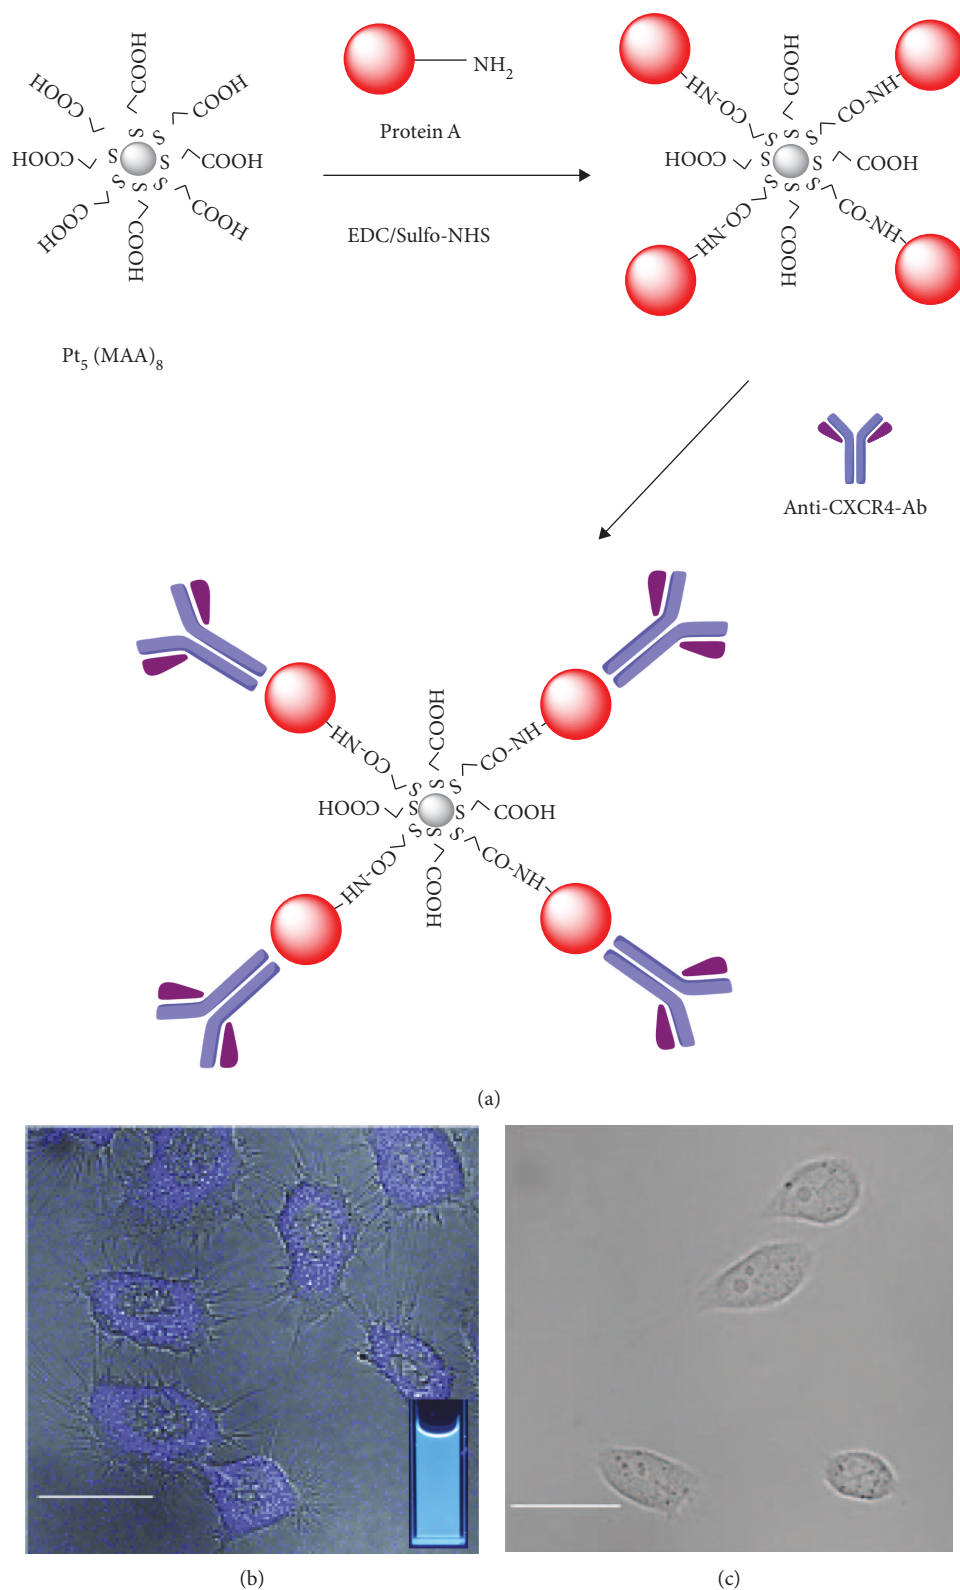 COOH
COOH
COOH
HOOC
S
S
S
S
S
S
S
S
COOH
HOOC
COOH
COOH
Pt5 (MAA)8
NH2
Protein A
EDC/Sulfo-NHS
HN-OC
HOOC
CO-NH
HOOC
S
S
S
S
S
S
S
S
COOH
HN-OC
COOH
CO-NH
Anti-CXCR4-Ab
HN-OC
COOH
CO-NH
HOOC
S
S
S
S
S
S
S
S
COOH
HN-OC
COOH
CO-NH
(a)
(b)
(c)